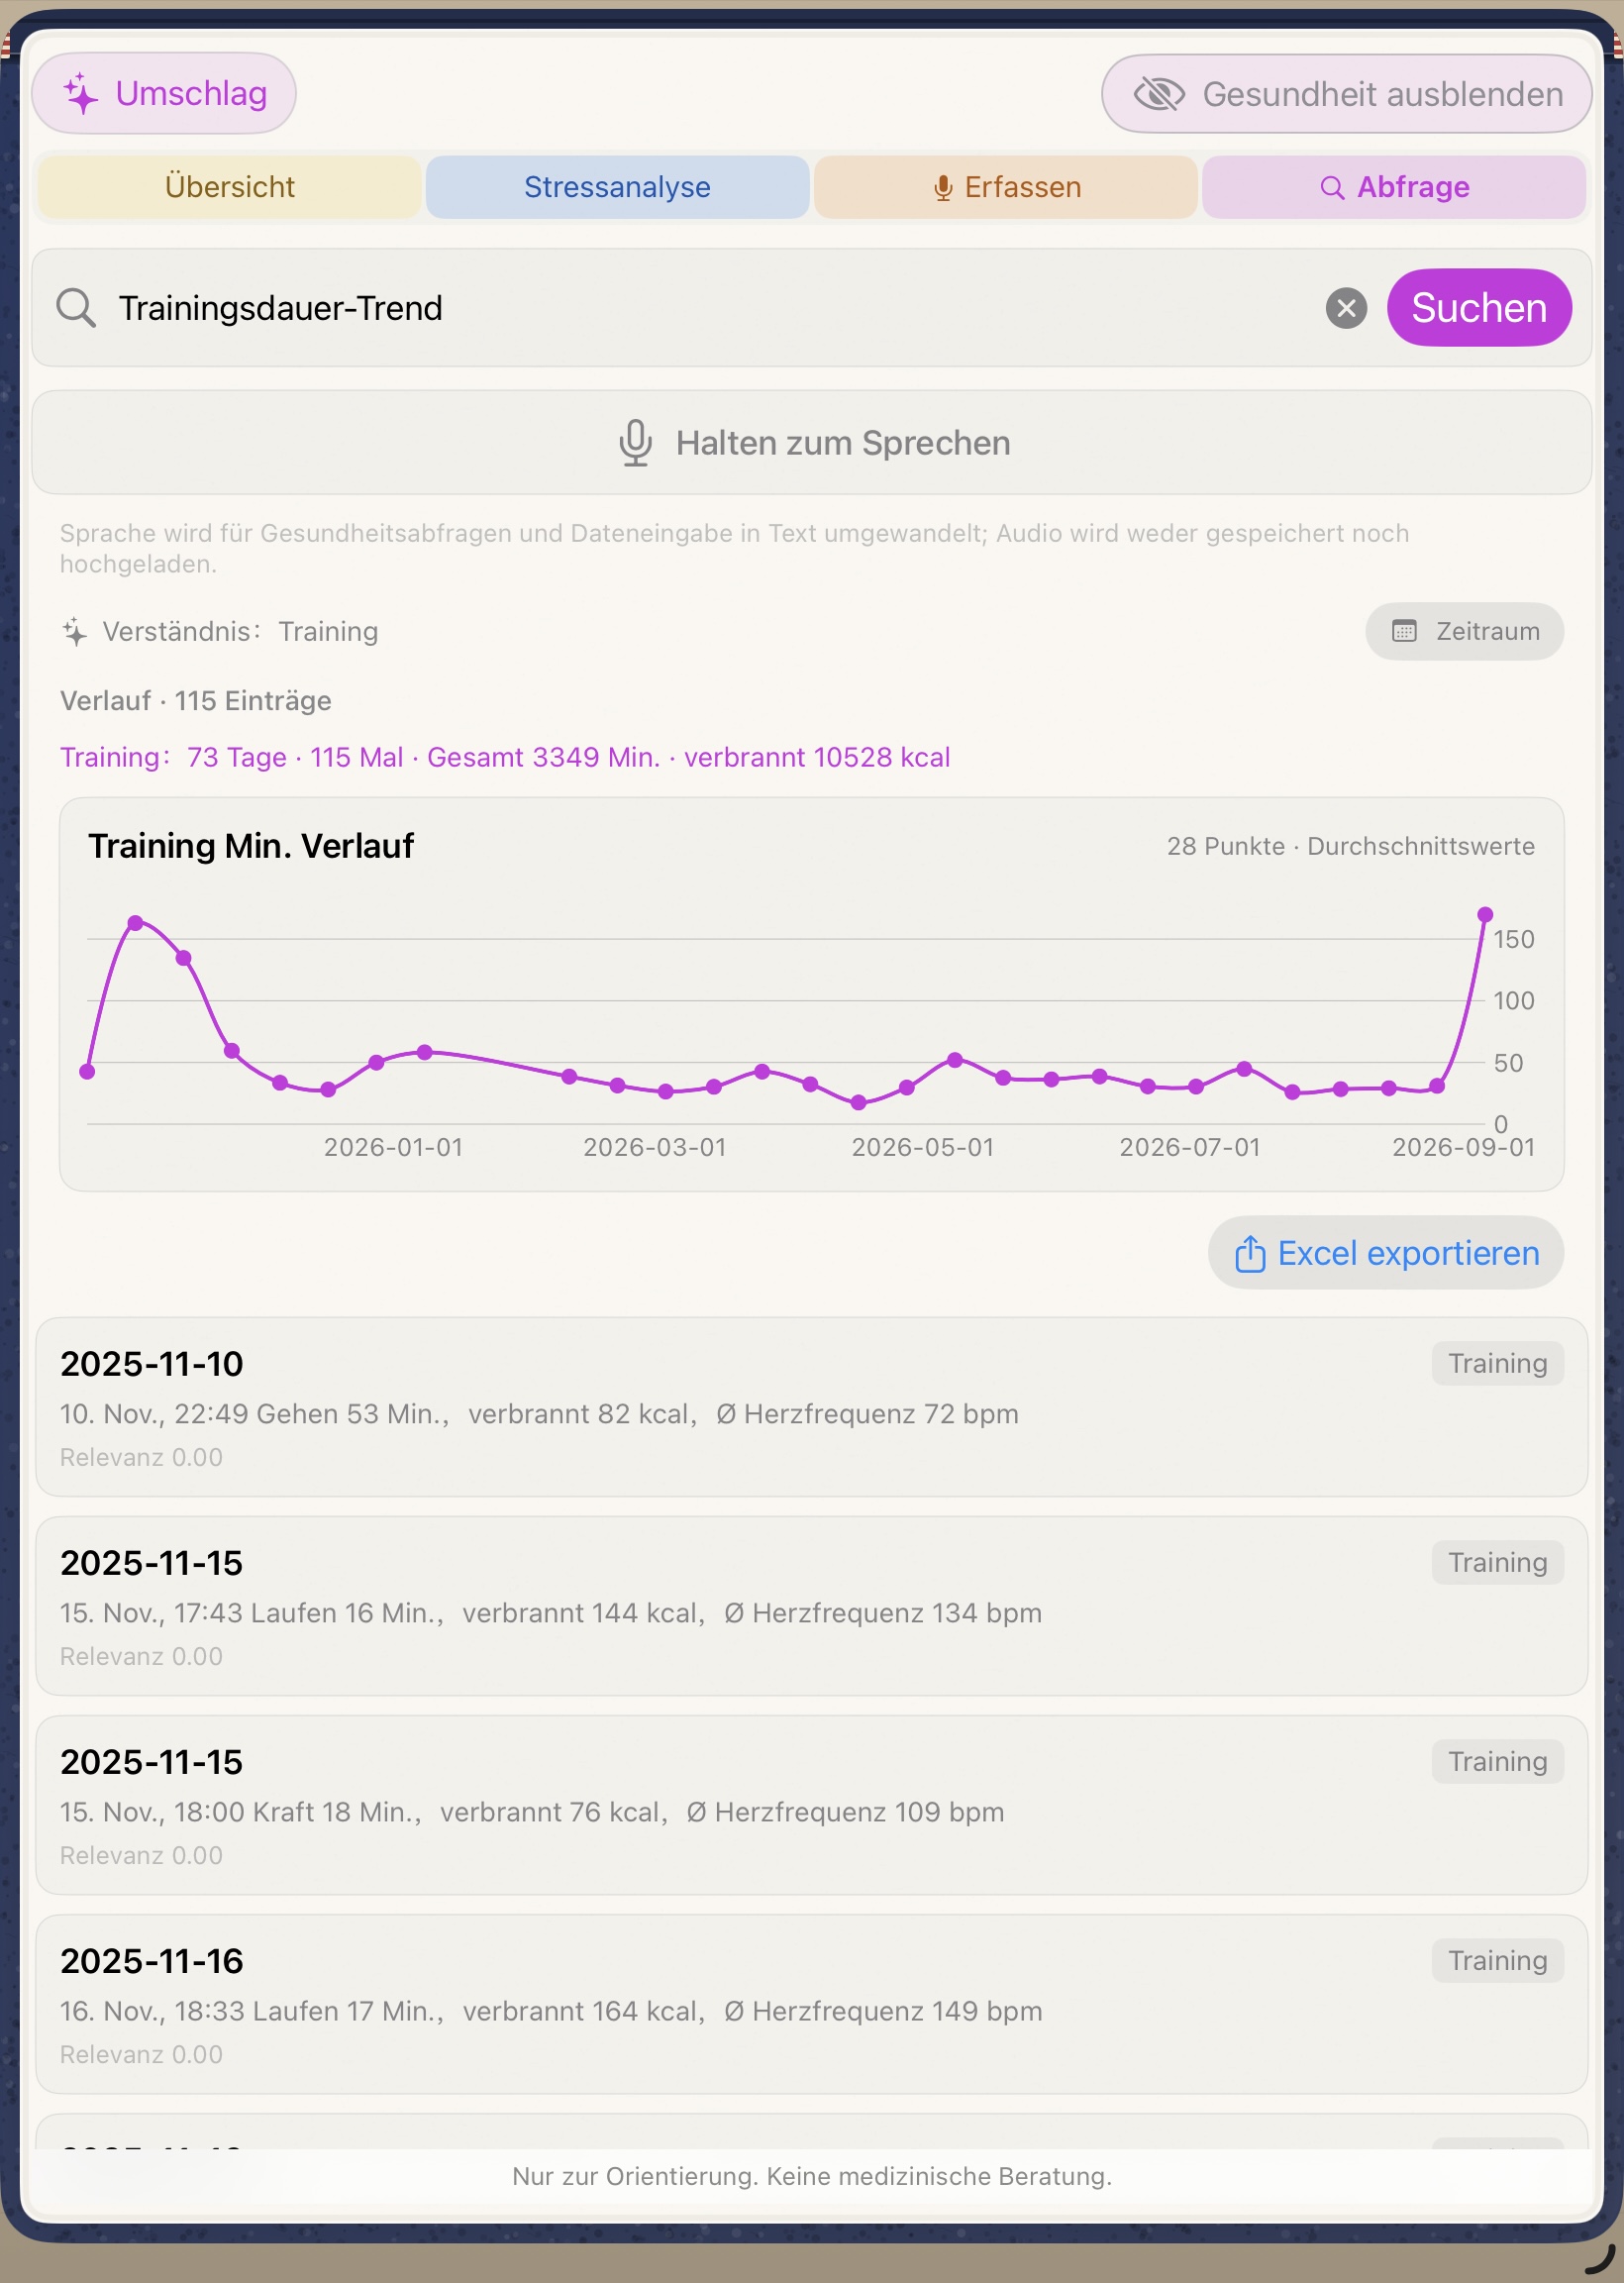 Umschlag
Gesundheit ausblenden
Übersicht
Stressanalyse
Erfassen
Abfrage
Trainingsdauer-Trend
Suchen
Halten zum Sprechen
Sprache wird für Gesundheitsabfragen und Dateneingabe in Text umgewandelt; Audio wird weder gespeichert noch
hochgeladen.
Verständnis: Training
Zeitraum
Verlauf · 115 Einträge
Training: 73 Tage · 115 Mal · Gesamt 3349 Min. · verbrannt 10528 kcal
Training Min. Verlauf
28 Punkte · Durchschnittswerte
150
100
50
0
2026-01-01
2026-03-01
2026-05-01
2026-07-01
2026-09-01
Excel exportieren
2025-11-10
Training
10. Nov., 22:49 Gehen 53 Min., verbrannt 82 kcal, Ø Herzfrequenz 72 bpm
Relevanz 0.00
2025-11-15
Training
15. Nov., 17:43 Laufen 16 Min., verbrannt 144 kcal, Ø Herzfrequenz 134 bpm
Relevanz 0.00
2025-11-15
Training
15. Nov., 18:00 Kraft 18 Min., verbrannt 76 kcal, Ø Herzfrequenz 109 bpm
Relevanz 0.00
2025-11-16
Training
16. Nov., 18:33 Laufen 17 Min., verbrannt 164 kcal, Ø Herzfrequenz 149 bpm
Relevanz 0.00
Nur zur Orientierung. Keine medizinische Beratung.